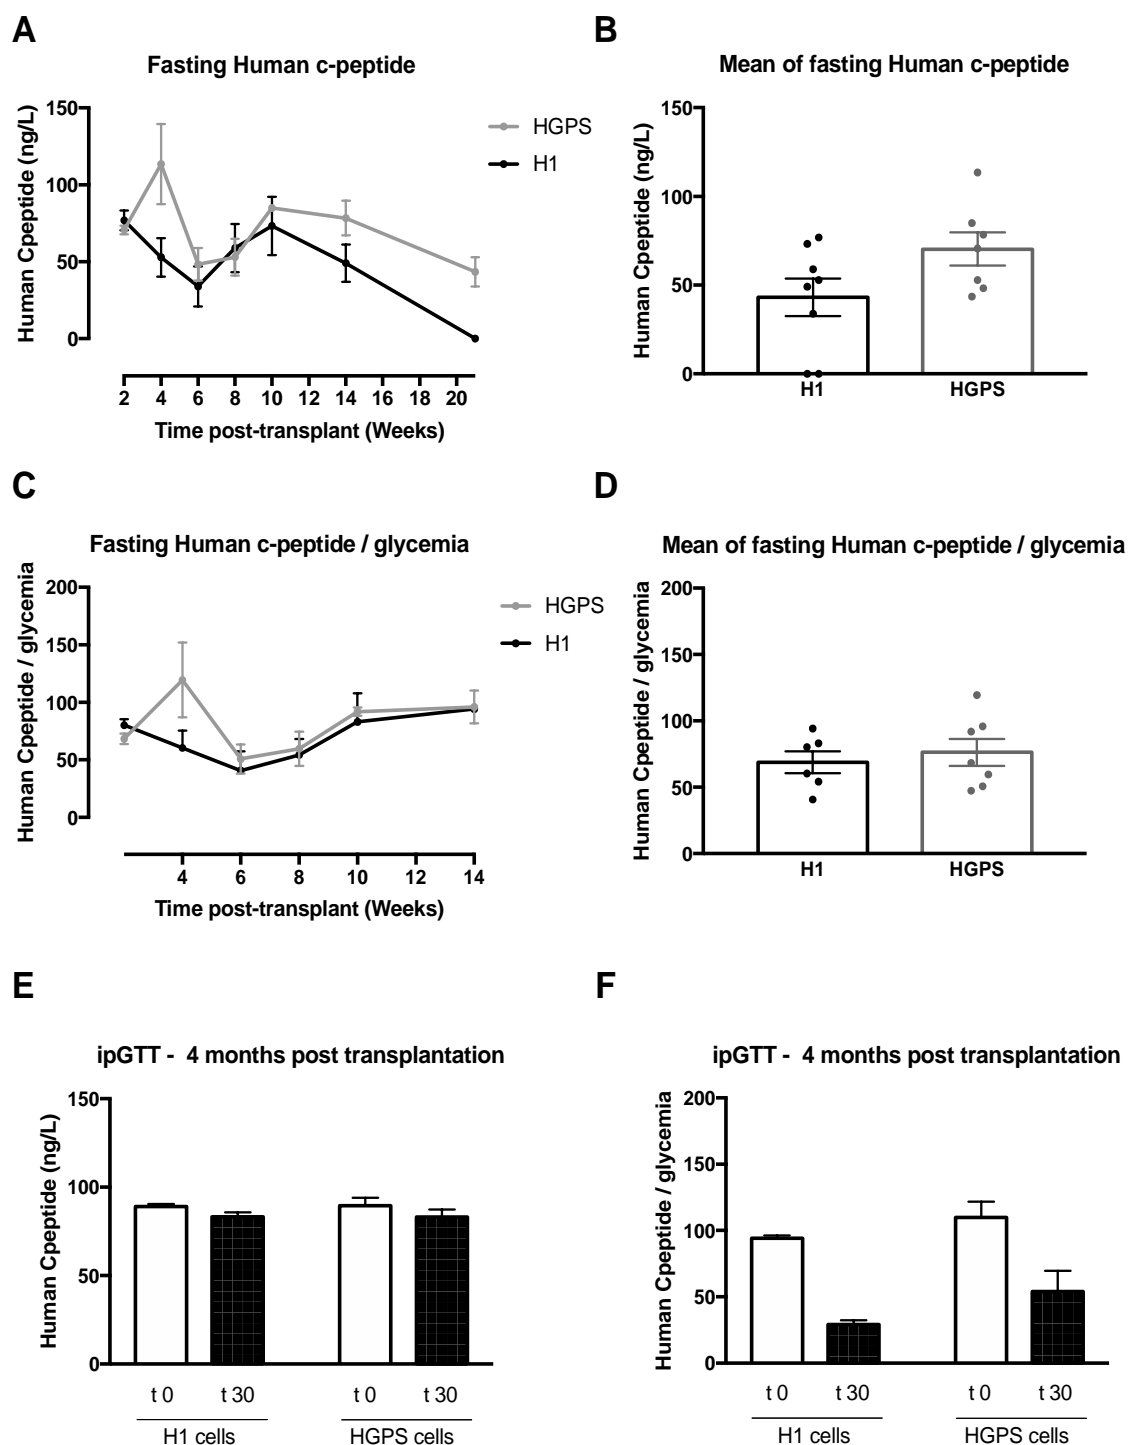 A
Fasting Human c-peptide
Human Cpeptide (ng/L)
150
100
50
0
HGPS
H1
2 4 6 8 10 12 14 16 18 20
Time post-transplant (Weeks)
B
Mean of fasting Human c-peptide
Human Cpeptide (ng/L)
150
100
50
0
H1 HGPS
C
Fasting Human c-peptide / glycemia
Human Cpeptide / glycemia
200
150
100
50
0
HGPS
H1
4 6 8 10 12 14
Time post-transplant (Weeks)
D
Mean of fasting Human c-peptide / glycemia
Human Cpeptide / glycemia
200
150
100
50
0
H1 HGPS
E
ipGTT - 4 months post transplantation
Human Cpeptide (ng/L)
150
100
50
0
t 0 t 30 t 0 t 30
H1 cells HGPS cells
F
ipGTT - 4 months post transplantation
Human Cpeptide / glycemia
200
150
100
50
0
t 0 t 30 t 0 t 30
H1 cells HGPS cells